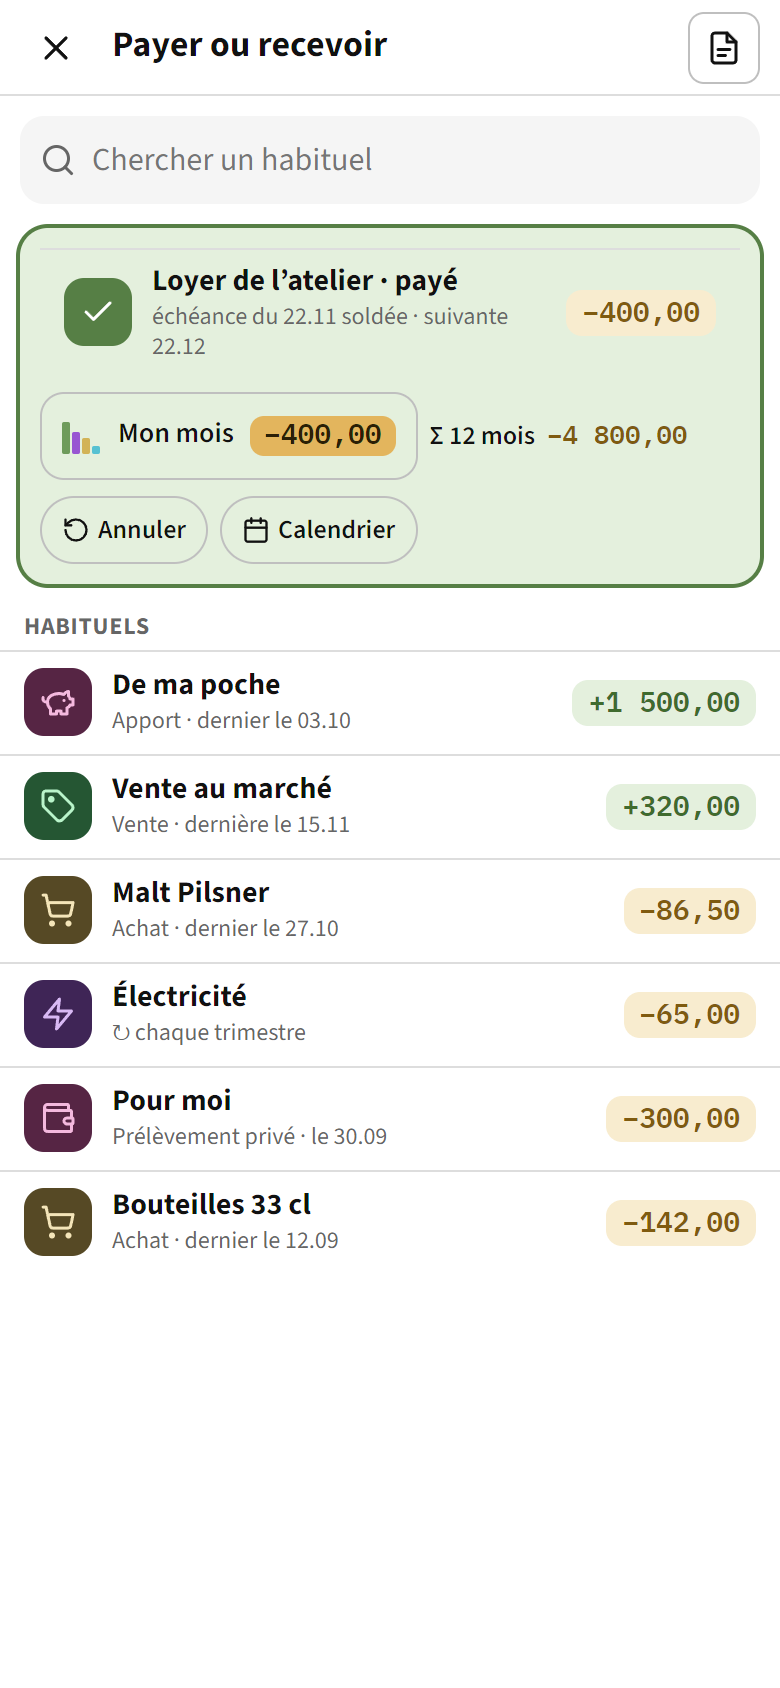 Payer ou recevoir
Chercher un habituel
Loyer de l’atelier · payé
échéance du 22.11 soldée · suivante
22.12
−400,00
Mon mois −400,00
Σ 12 mois −4 800,00
Annuler
Calendrier
HABITUELS
De ma poche
Apport · dernier le 03.10
+1 500,00
Vente au marché
Vente · dernière le 15.11
+320,00
Malt Pilsner
Achat · dernier le 27.10
−86,50
Électricité
↻ chaque trimestre
−65,00
Pour moi
Prélèvement privé · le 30.09
−300,00
Bouteilles 33 cl
Achat · dernier le 12.09
−142,00